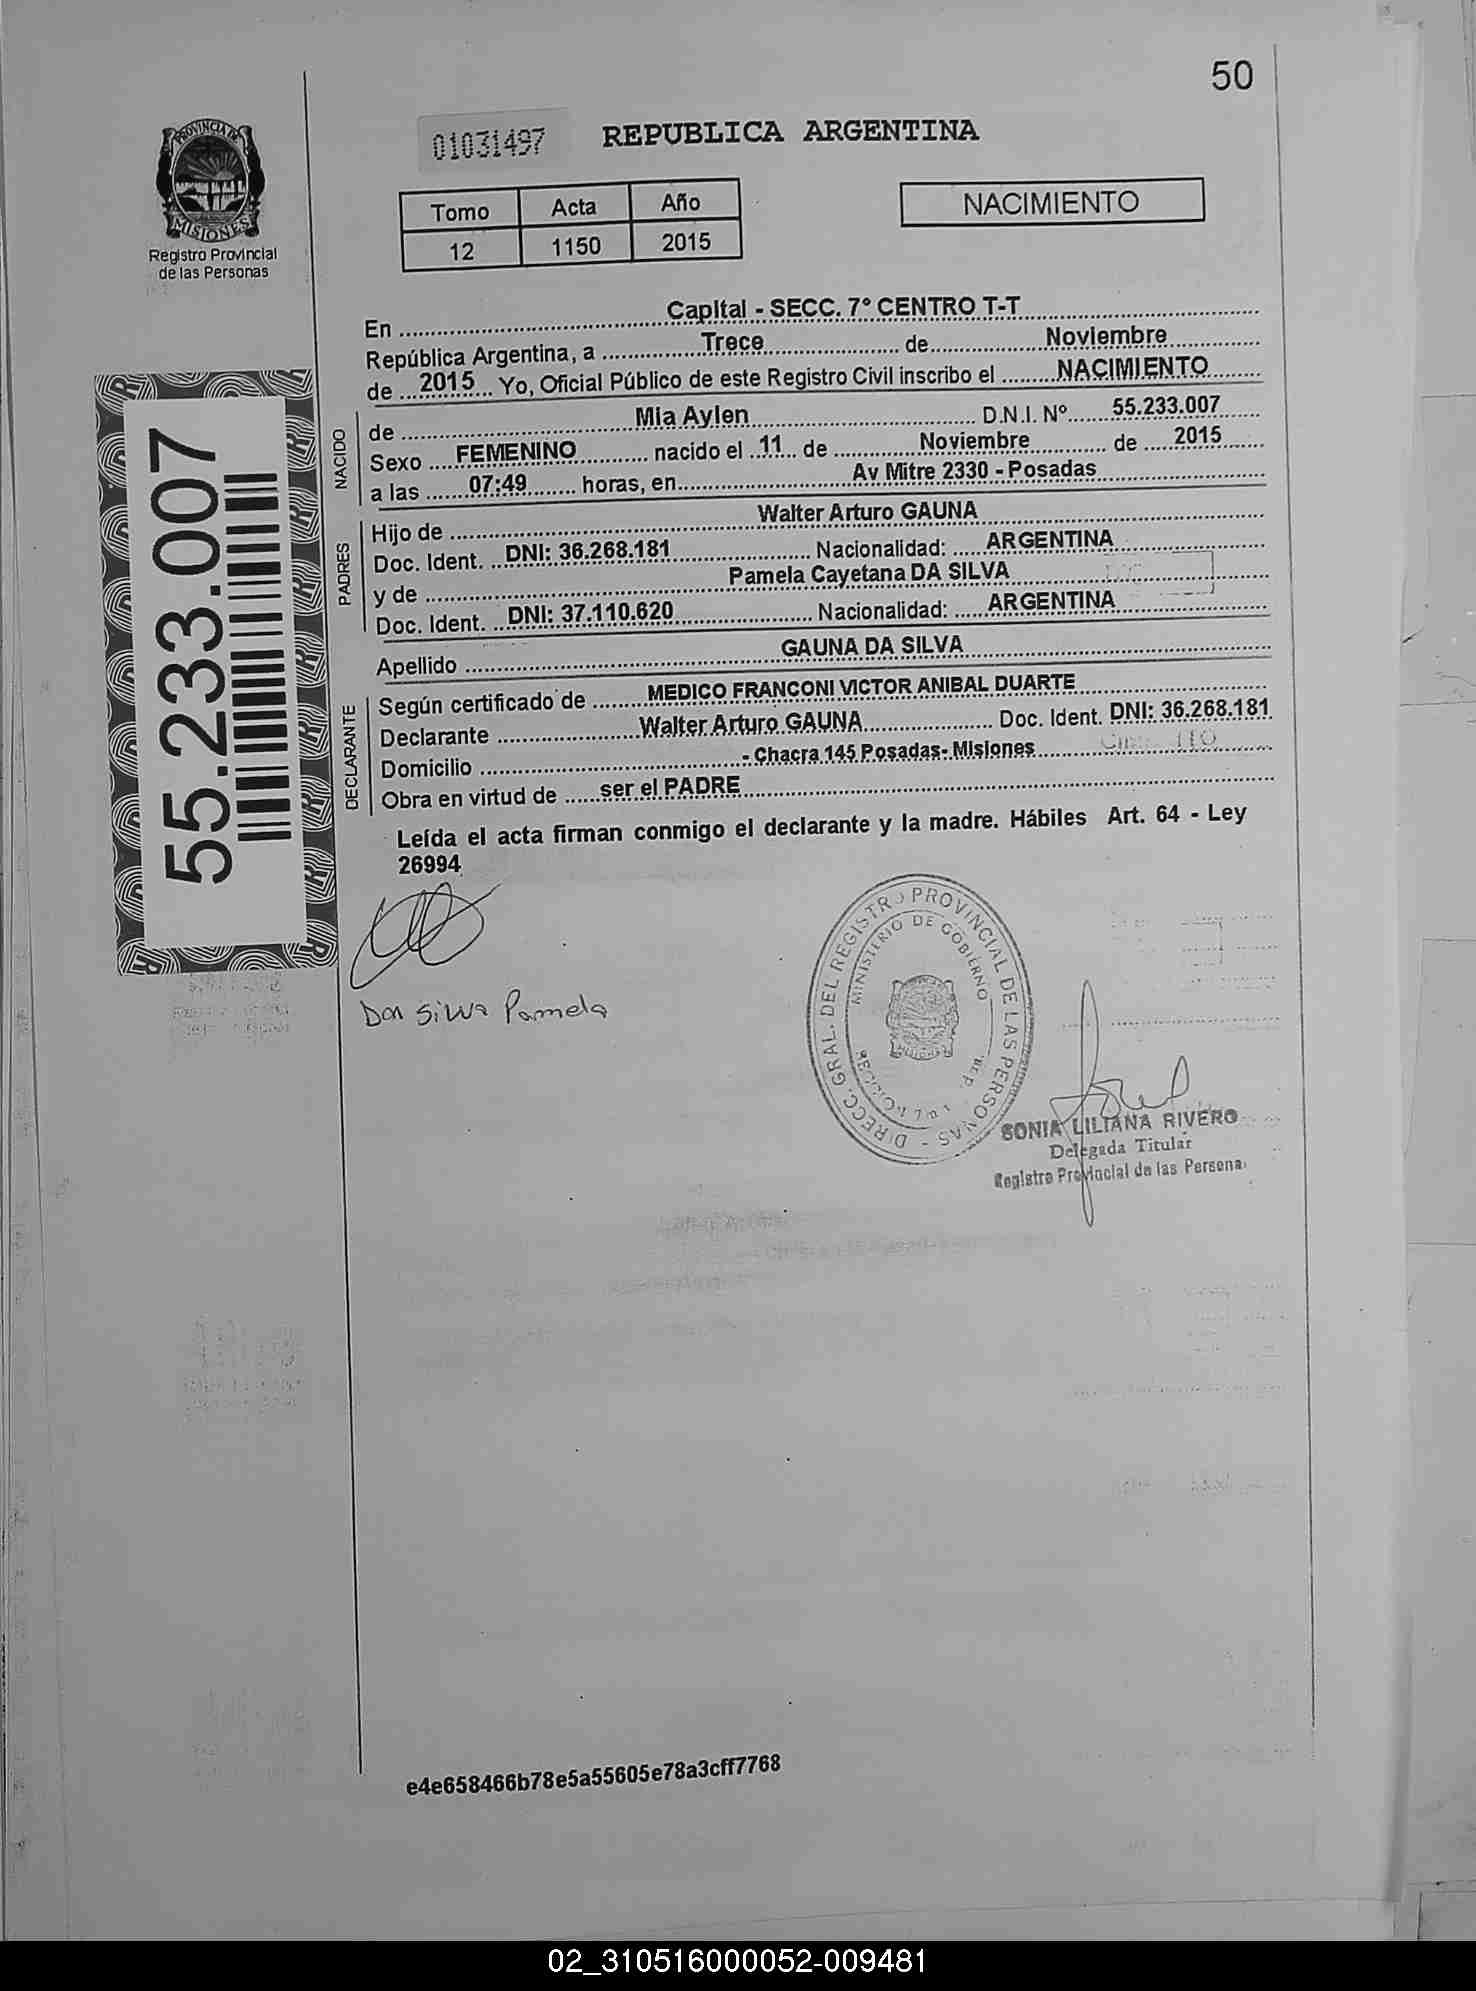 50
PROVINCIA DE
MISIONES
Registro Provincial
de las Personas
01031497
REPUBLICA ARGENTINA
Tomo Acta Año
12 1150 2015
NACIMIENTO
En Capital - SECC. 7° CENTRO T-T
República Argentina, a Trece de Noviembre
de 2015 Yo, Oficial Público de este Registro Civil inscribo el NACIMIENTO
NACIDO
de Mia Aylen D.N.I. Nº 55.233.007
Sexo FEMENINO nacido el 11 de Noviembre de 2015
a las 07:49 horas, en Av Mitre 2330 - Posadas
PADRES
Hijo de Walter Arturo GAUNA
Doc. Ident. DNI: 36.268.181 Nacionalidad: ARGENTINA
y de Pamela Cayetana DA SILVA
Doc. Ident. DNI: 37.110.620 Nacionalidad: ARGENTINA
Apellido GAUNA DA SILVA
DECLARANTE
Según certificado de MEDICO FRANCONI VICTOR ANIBAL DUARTE
Declarante Walter Arturo GAUNA Doc. Ident. DNI: 36.268.181
Domicilio - Chacra 145 Posadas- Misiones
Obra en virtud de ser el PADRE
Leída el acta firman conmigo el declarante y la madre. Hábiles Art. 64 - Ley
26994
55.233.007
Da Silva Pamela
DIRECC. GRAL. DEL REGISTRO PROVINCIAL DE LAS PERSONAS -
MINISTERIO DE GOBIERNO
SONIA LILIANA RIVERO
Delegada Titular
Registro Provincial de las Persona
e4e658466b78e5a55605e78a3cff7768
02_310516000052-009481